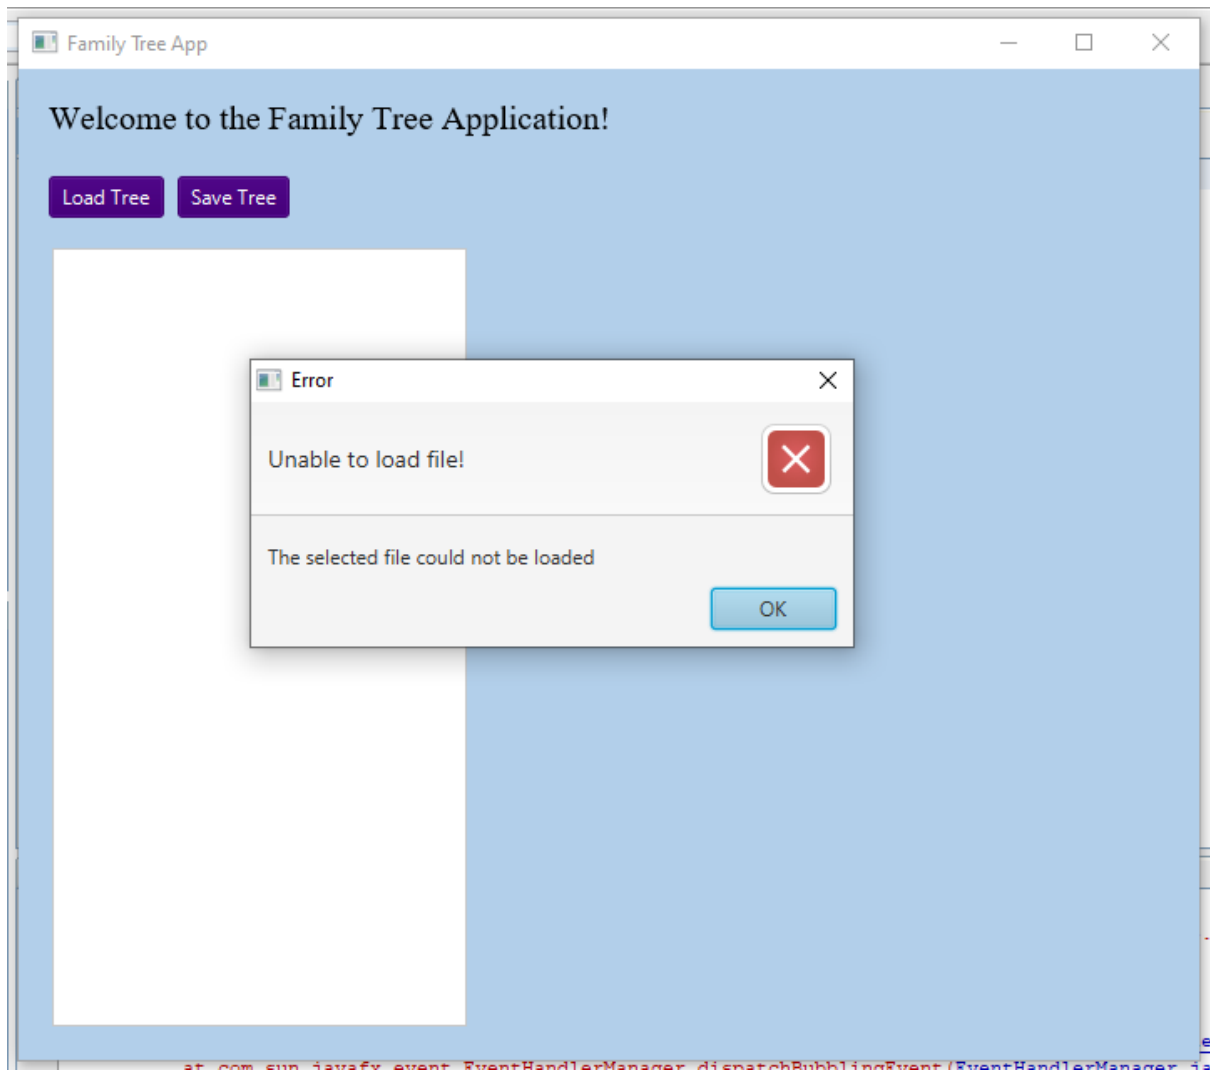 Family Tree App
Welcome to the Family Tree Application!
Load Tree Save Tree
Error
Unable to load file!
The selected file could not be loaded
OK
at com.sun.javafx.event.EventHandlerManager.dispatchBubblingEvent(EventHandlerManager.ja